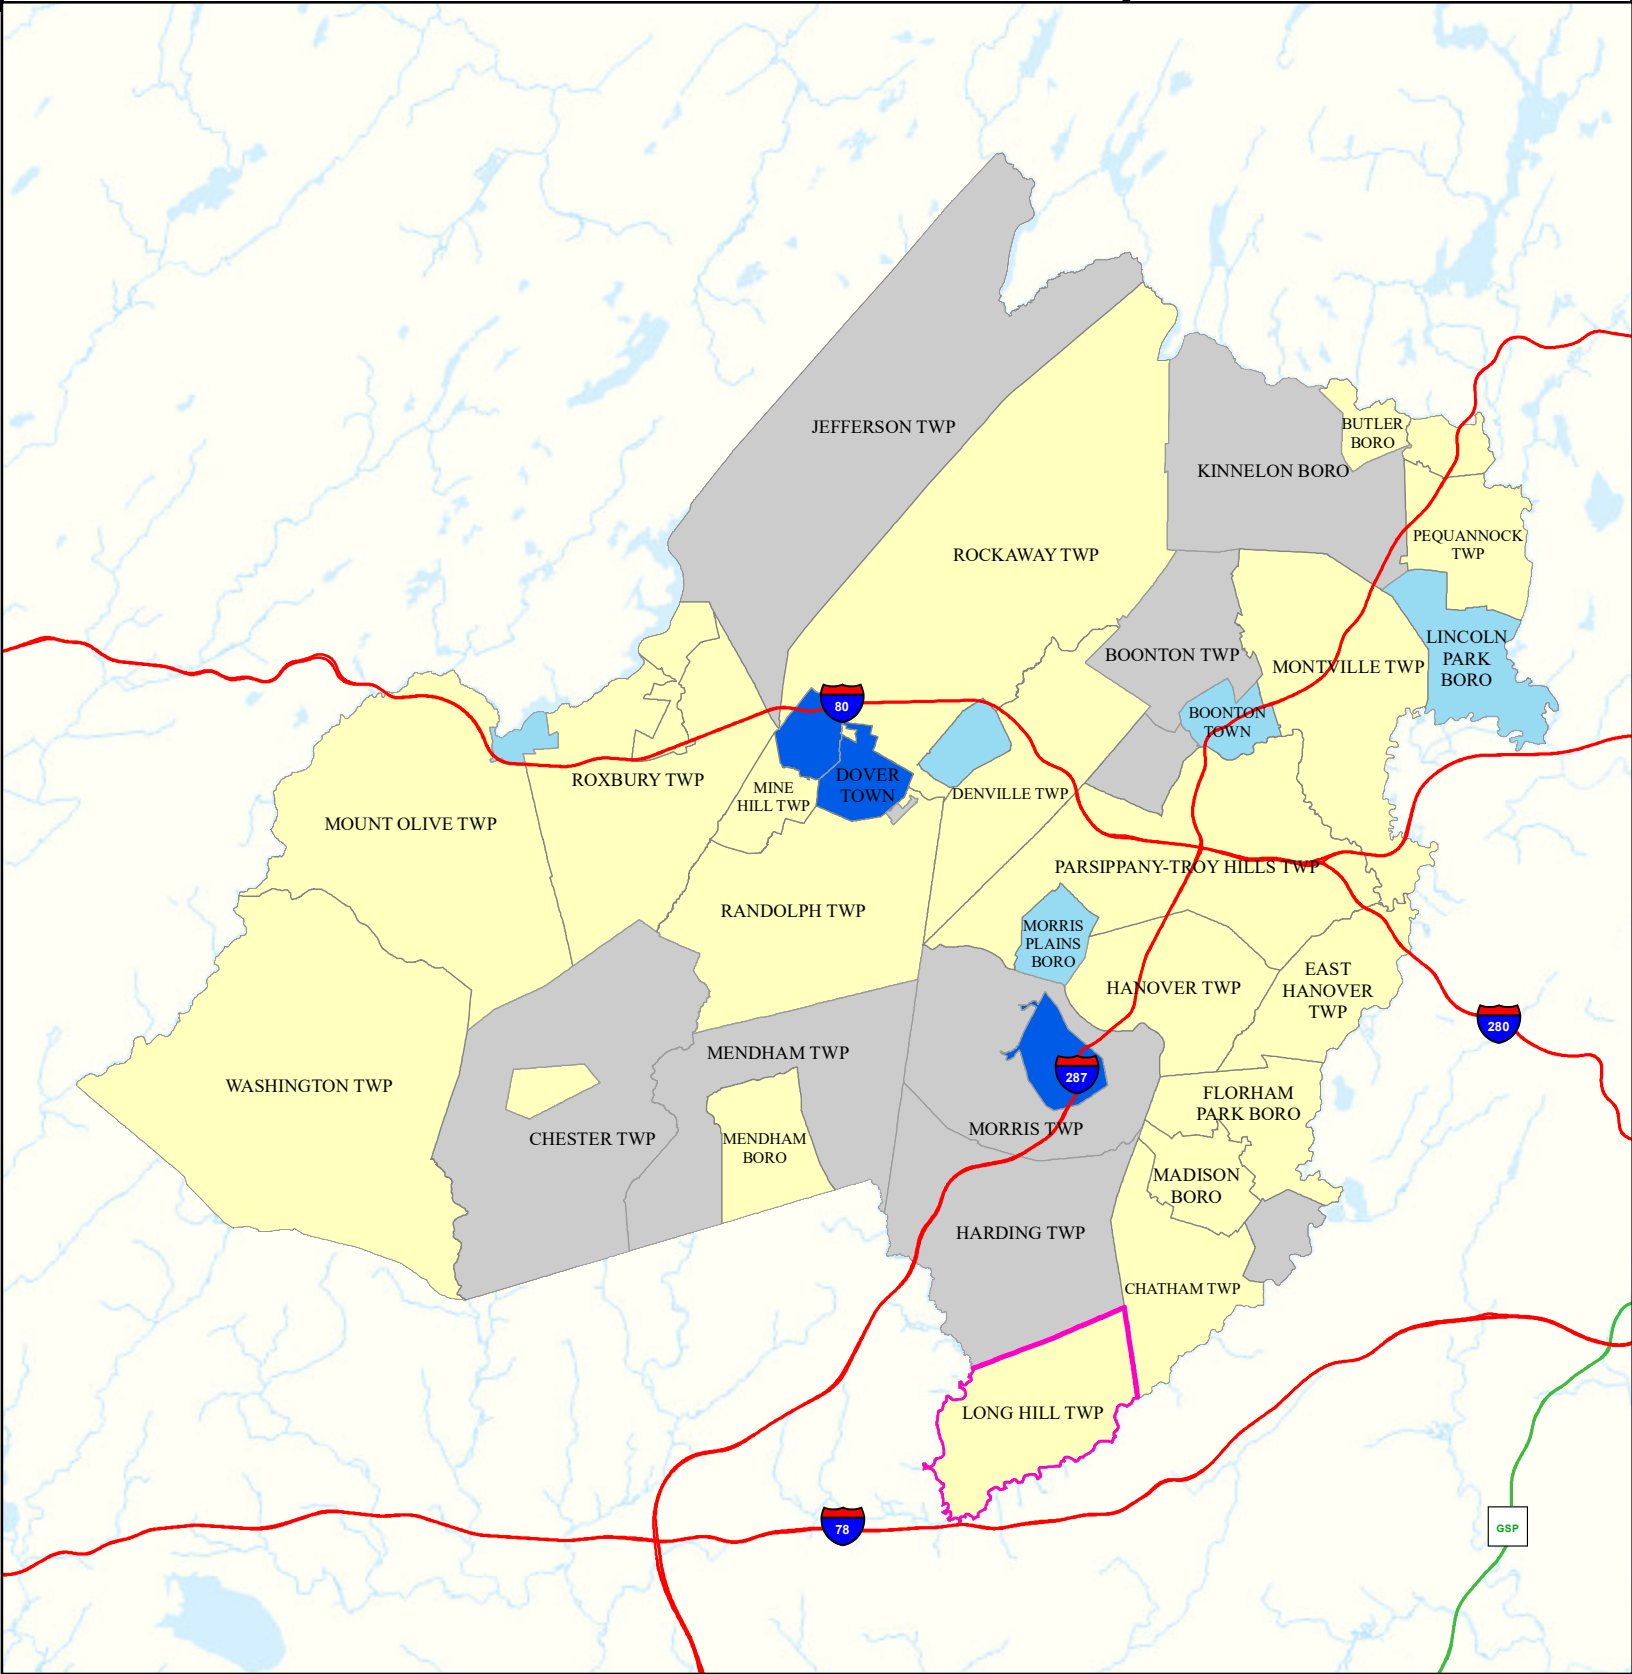 JEFFERSON TWP
BUTLER
BORO
KINNELON BORO
PEQUANNOCK
TWP
ROCKAWAY TWP
LINCOLN
PARK
BORO
BOONTON TWP
MONTVILLE TWP
80
BOONTON
TOWN
ROXBURY TWP
MINE
HILL TWP
DOVER
TOWN
DENVILLE TWP
MOUNT OLIVE TWP
PARSIPPANY-TROY HILLS TWP
RANDOLPH TWP
MORRIS
PLAINS
BORO
EAST
HANOVER
TWP
HANOVER TWP
280
MENDHAM TWP
287
WASHINGTON TWP
FLORHAM
PARK BORO
CHESTER TWP
MENDHAM
BORO
MORRIS TWP
MADISON
BORO
HARDING TWP
CHATHAM TWP
LONG HILL TWP
78
GSP